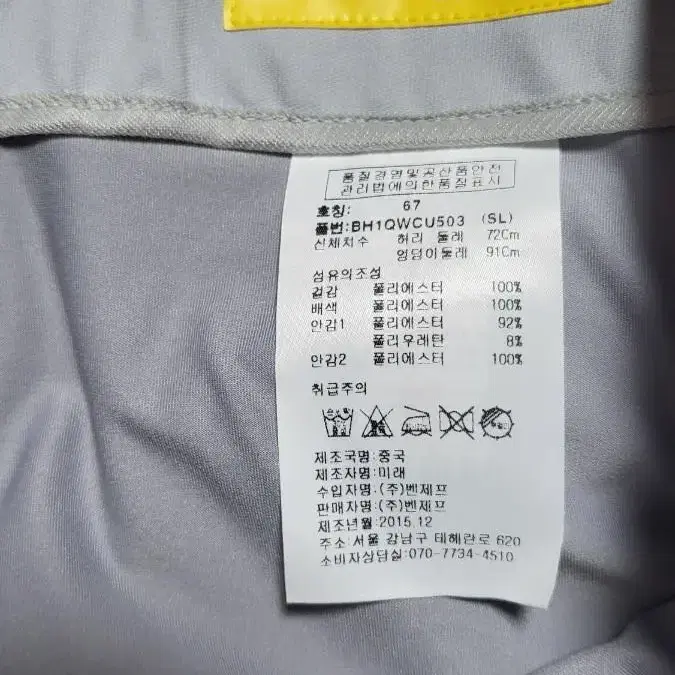 품질경영및공산품안전
관리법에의한품질표시
호칭: 67
품번:BH1QWCU503 (SL)
신체치수 허리 둘레 72Cm
엉덩이둘레 91Cm
섬유의조성
겉감 폴리에스터 100%
배색 폴리에스터 100%
안감1 폴리에스터 92%
폴리우레탄 8%
안감2 폴리에스터 100%
취급주의
제조국명:중국
제조자명:미래
수입자명:(주)벤제프
판매자명:(주)벤제프
제조년월:2015.12
주소:서울 강남구 테헤란로 620
소비자상담실:070-7734-4510